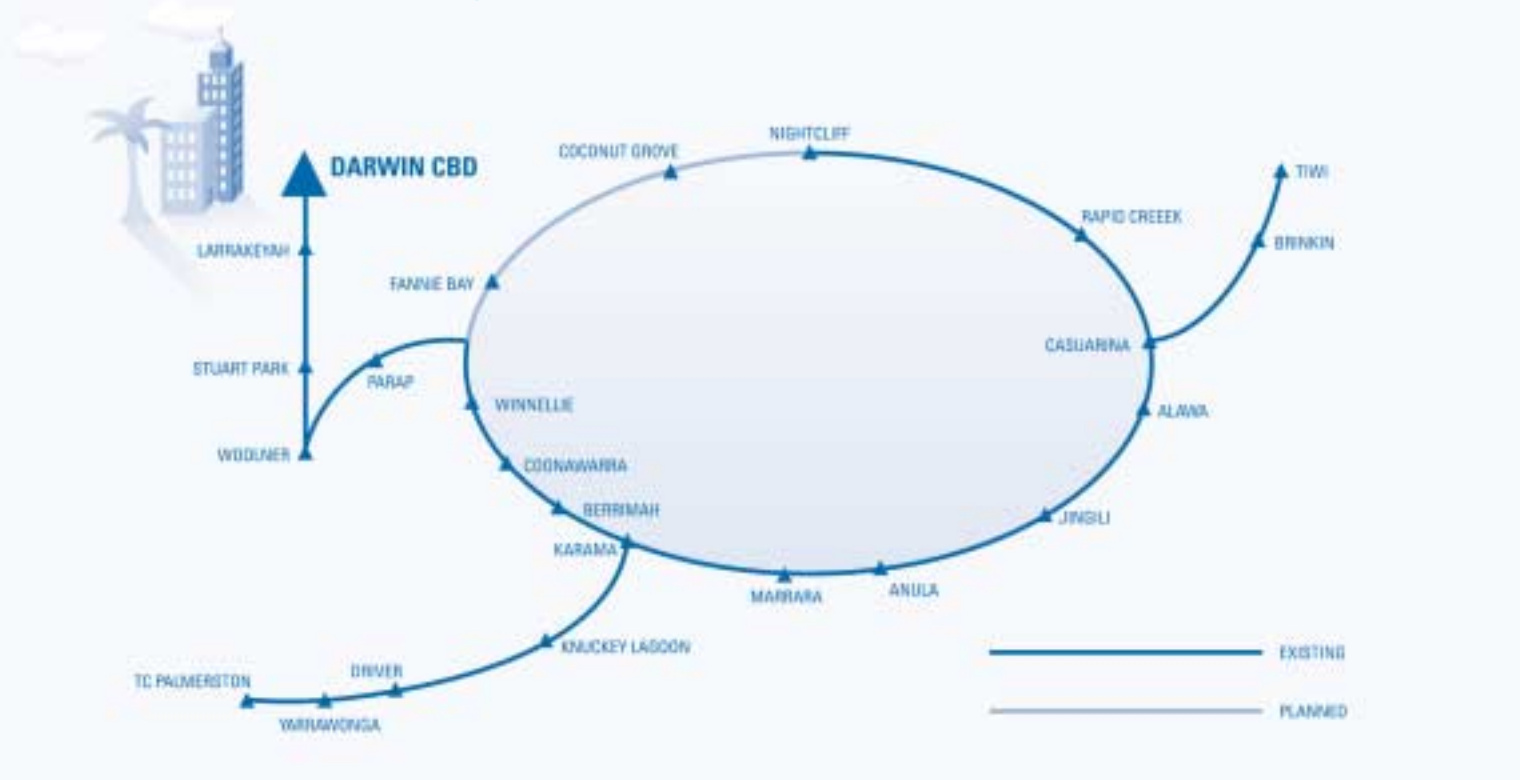 NIGHTCLIFF
COCONUT GROVE
DARWIN CBD
TIWI
RAPID CREEEK
LARRAKEYAH
BRINKIN
FANNIE BAY
CASUARINA
STUART PARK
PARAP
WINNELLIE
ALAWA
WOOLNER
COONAWARRA
BERRIMAH
JINGILI
KARAMA
MARRARA
ANULA
KNUCKEY LAGOON
EXISTING
DRIVER
TC PALMERSTON
PLANNED
YARRAWONGA